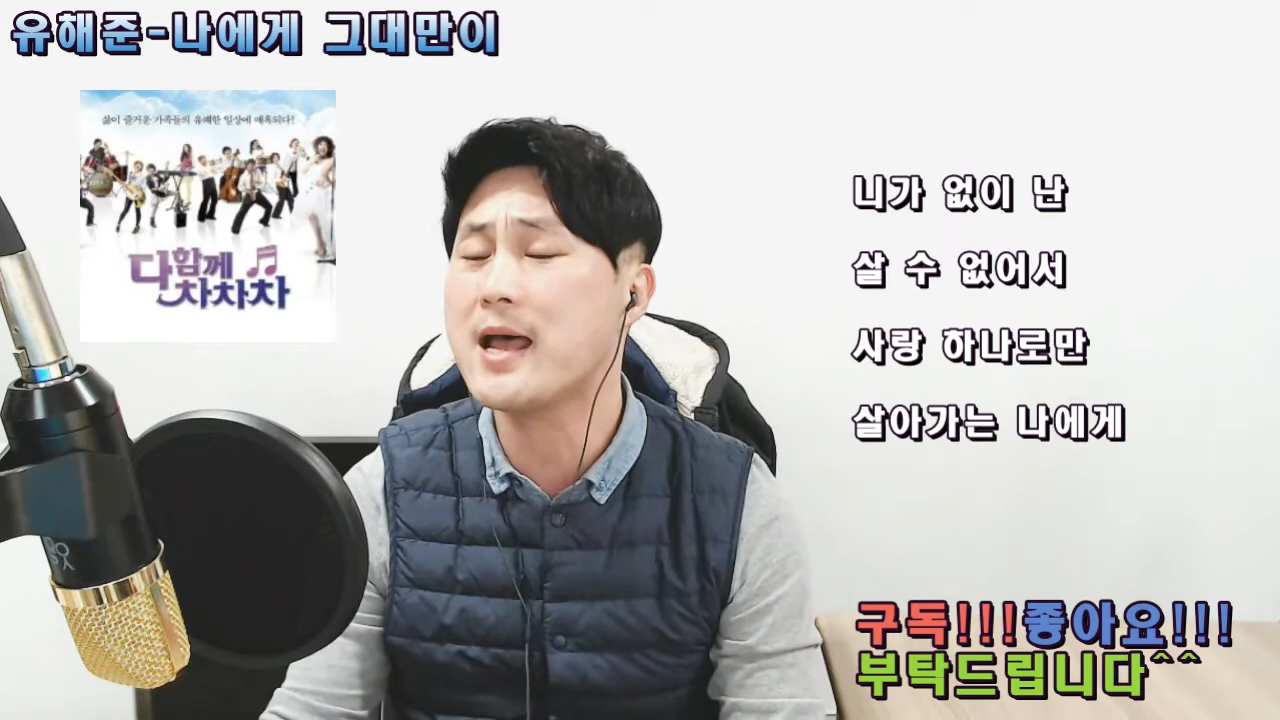 유해준-나에게 그대만이
삶이 즐거운 가족들의 유쾌한 일상에 매혹되다!
다함께
차차차
니가 없이 난
살 수 없어서
사랑 하나로만
살아가는 나에게
구독!!!좋아요!!!
부탁드립니다^^